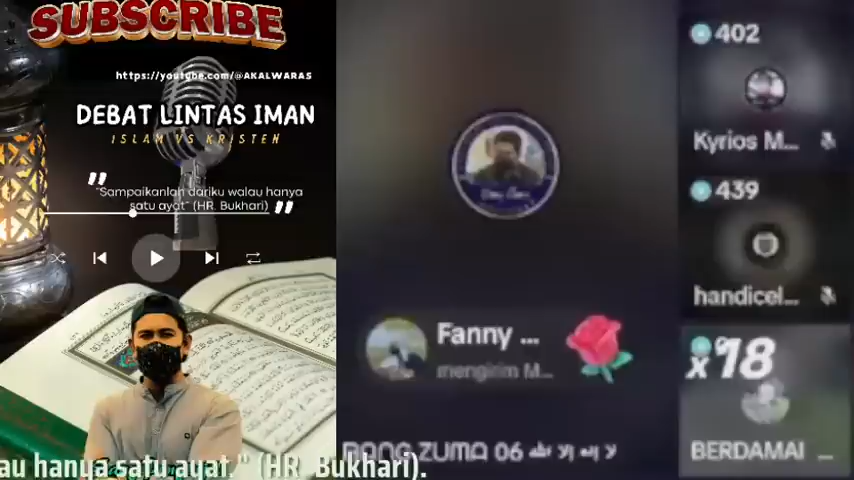 SUBSCRIBE
https://youtube.com/@AKALWARAS
DEBAT LINTAS IMAN
ISLAM VS KRISTEN
"Sampaikanlah dariku walau hanya
satu ayat" (HR. Bukhari)
au hanya satu ayat." (HR. Bukhari).
Fanny ...
mengirim M...
MANG ZUMA 06
402
Kyrios M...
439
handicel...
x18
BERDAMAI ...